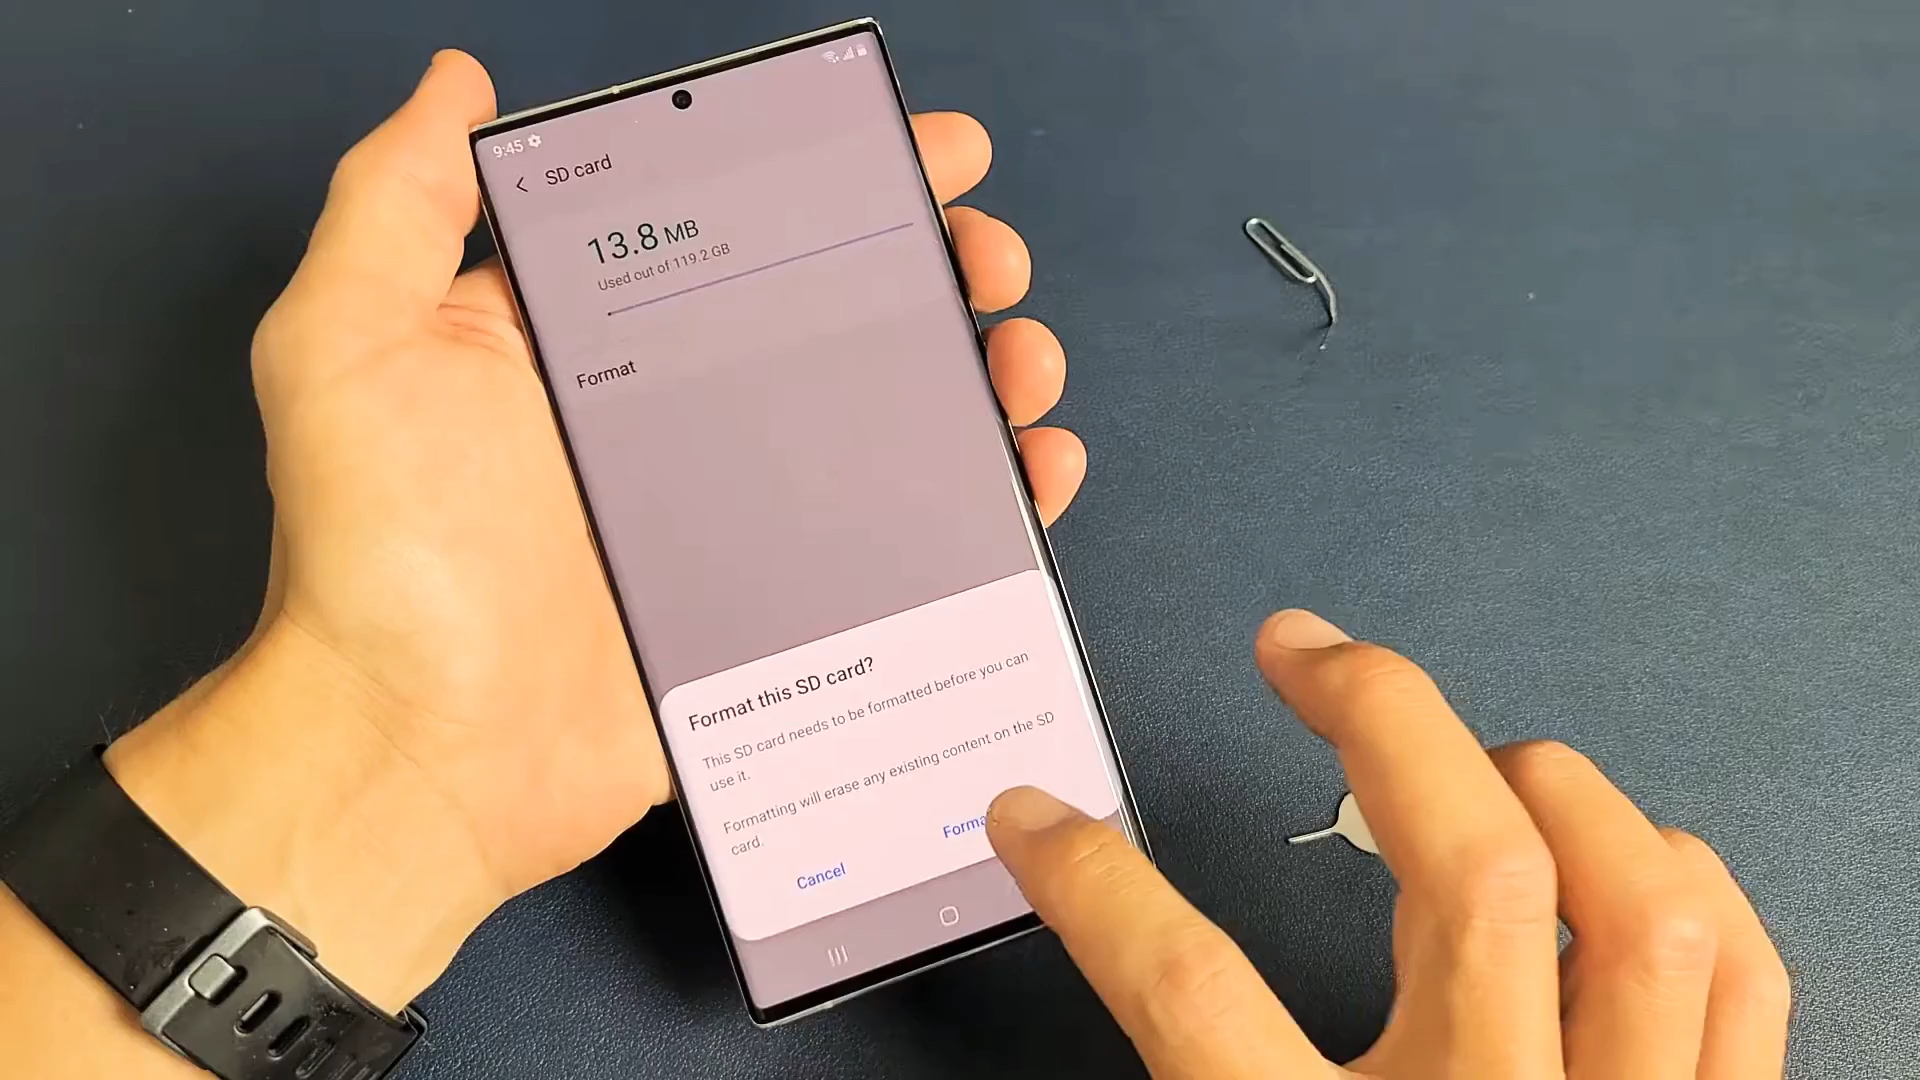 9:45
SD card
13.8 MB
Used out of 119.2 GB
Format
Format this SD card?
This SD card needs to be formatted before you can
use it.
Formatting will erase any existing content on the SD
card.
Cancel